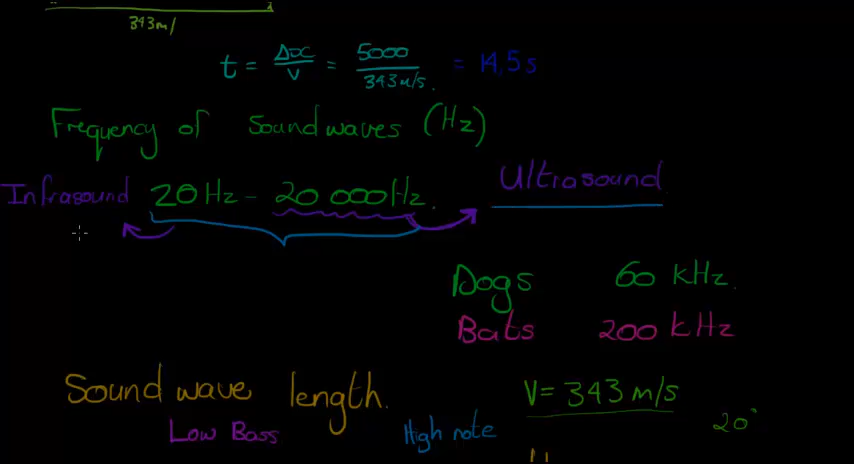 343m/
t = Δx/V = 5000/343m/s. = 14,5s
Frequency of Soundwaves (Hz)
Infrasound 20Hz - 20 000Hz. Ultrasound
Dogs 60 kHz.
Bats 200 kHz
Sound wave length. V= 343 m/s
Low Bass High note 20°